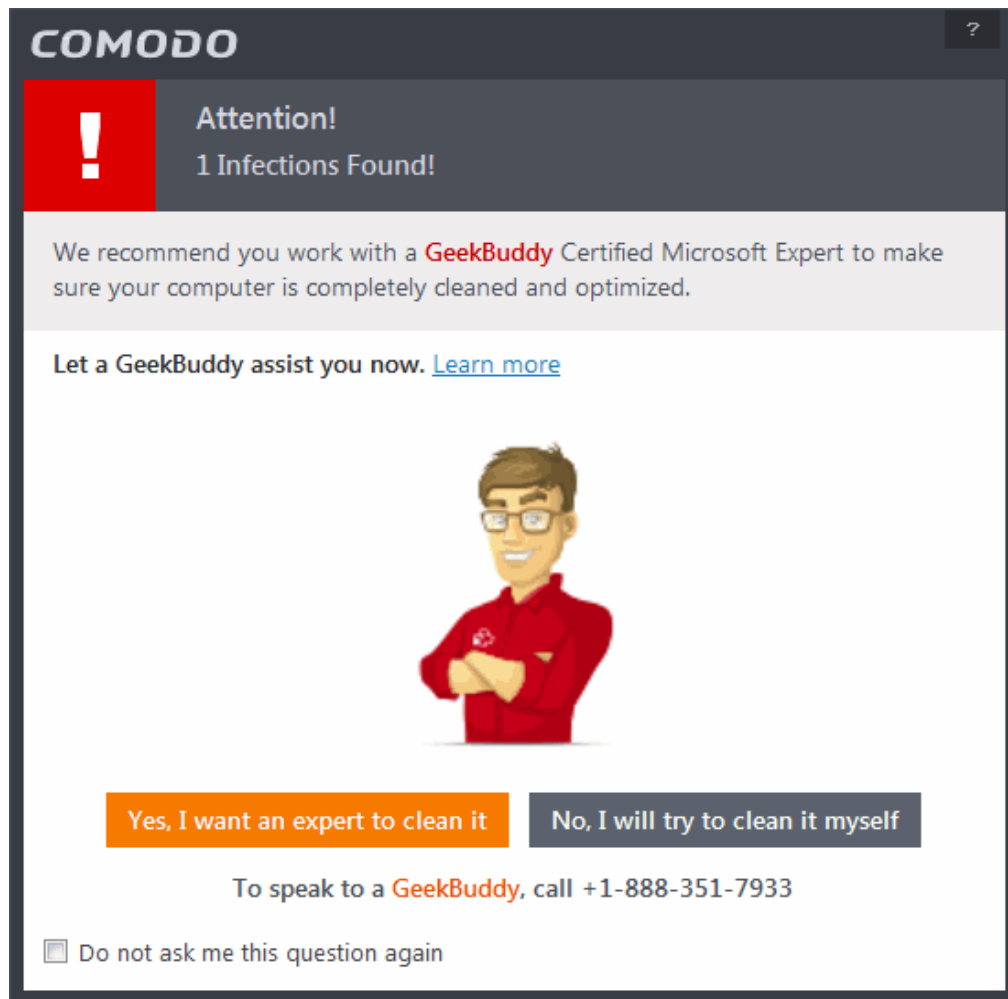 COMODO
?
!
Attention!
1 Infections Found!
We recommend you work with a GeekBuddy Certified Microsoft Expert to make
sure your computer is completely cleaned and optimized.
Let a GeekBuddy assist you now. Learn more
Yes, I want an expert to clean it
No, I will try to clean it myself
To speak to a GeekBuddy, call +1-888-351-7933
Do not ask me this question again